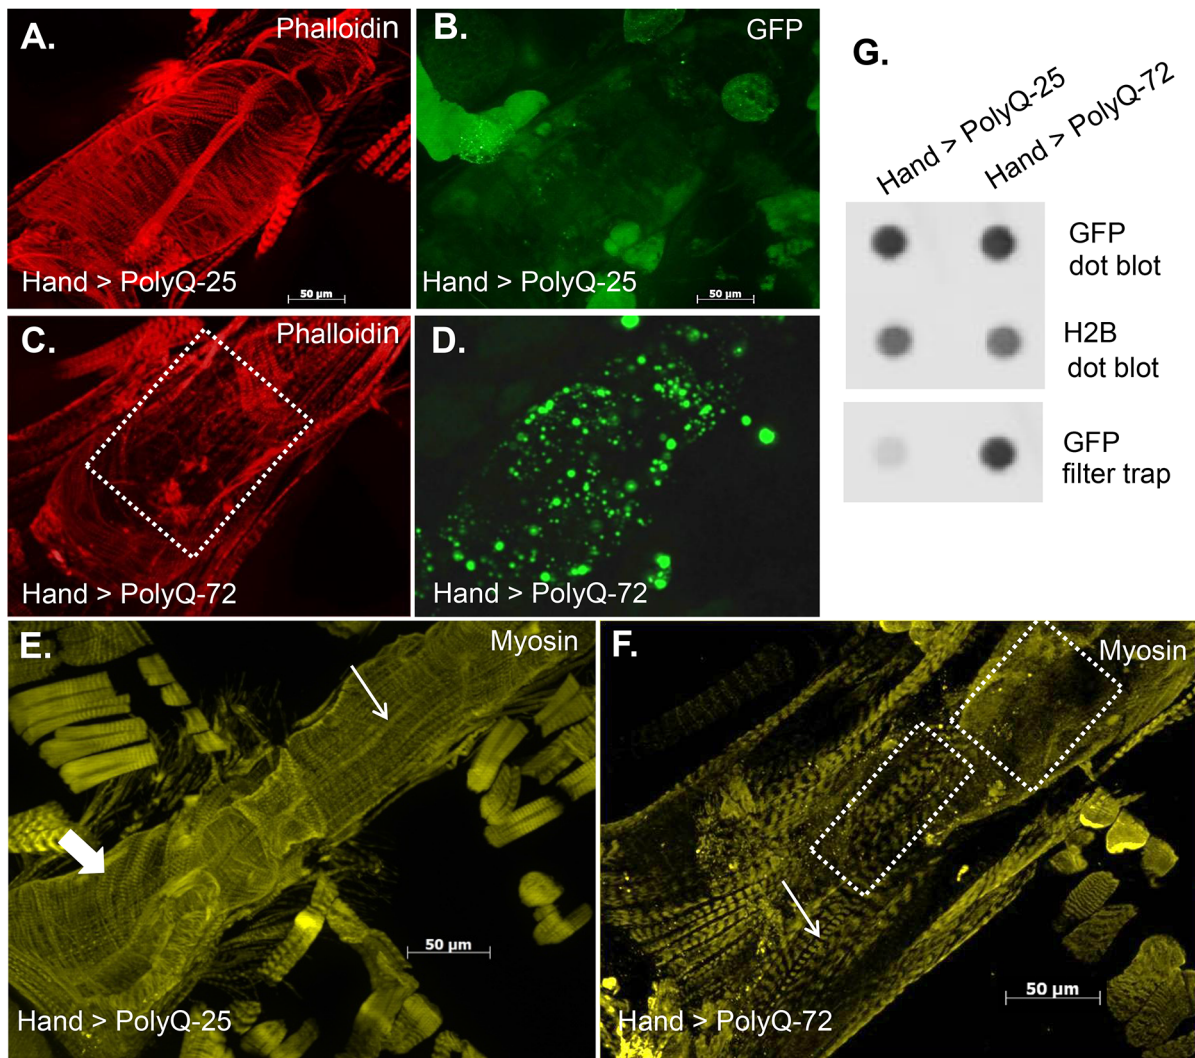 A.
Phalloidin
Hand > PolyQ-25
50 µm
B.
GFP
Hand > PolyQ-25
50 µm
C.
Phalloidin
Hand > PolyQ-72
D.
Hand > PolyQ-72
E.
Myosin
50 µm
Hand > PolyQ-25
F.
Myosin
50 µm
Hand > PolyQ-72
G.
Hand > PolyQ-25
Hand > PolyQ-72
GFP
dot blot
H2B
dot blot
GFP
filter trap